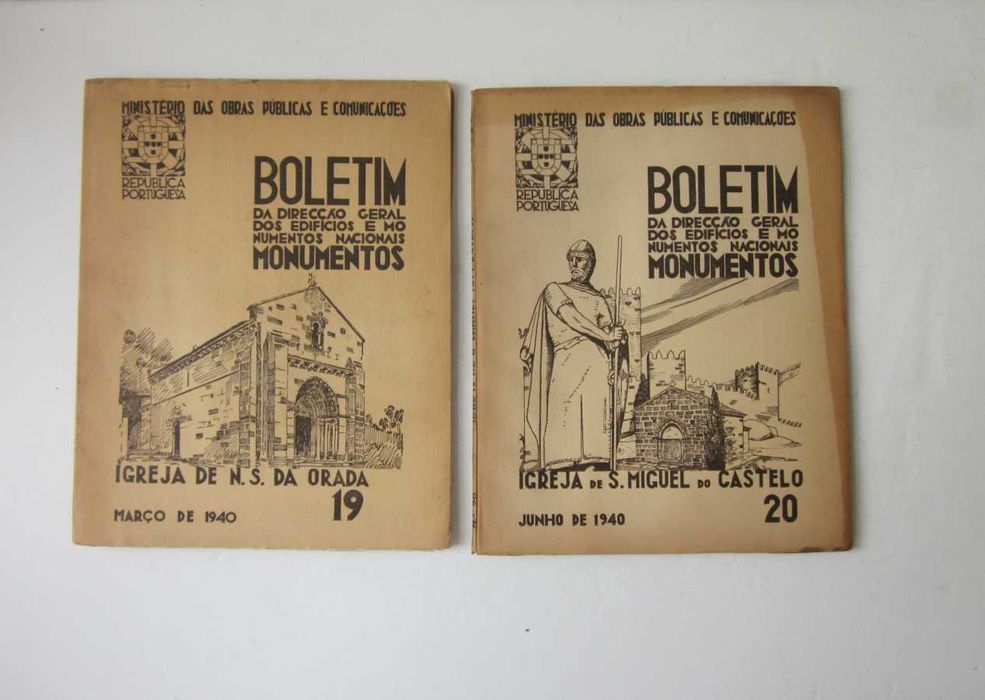 MINISTÉRIO DAS OBRAS PÚBLICAS E COMUNICAÇÕES
REPUBLICA
PORTUGUESA
BOLETIM
DA DIRECÇÃO GERAL
DOS EDIFÍCIOS E MO
NUMENTOS NACIONAIS
MONUMENTOS
IGREJA DE N. S. DA ORADA
19
MARÇO DE 1940
MINISTÉRIO DAS OBRAS PÚBLICAS E COMUNICAÇÕES
REPUBLICA
PORTUGUESA
BOLETIM
DA DIRECÇÃO GERAL
DOS EDIFÍCIOS E MO
NUMENTOS NACIONAIS
MONUMENTOS
IGREJA DE S. MIGUEL DO CASTELO
20
JUNHO DE 1940